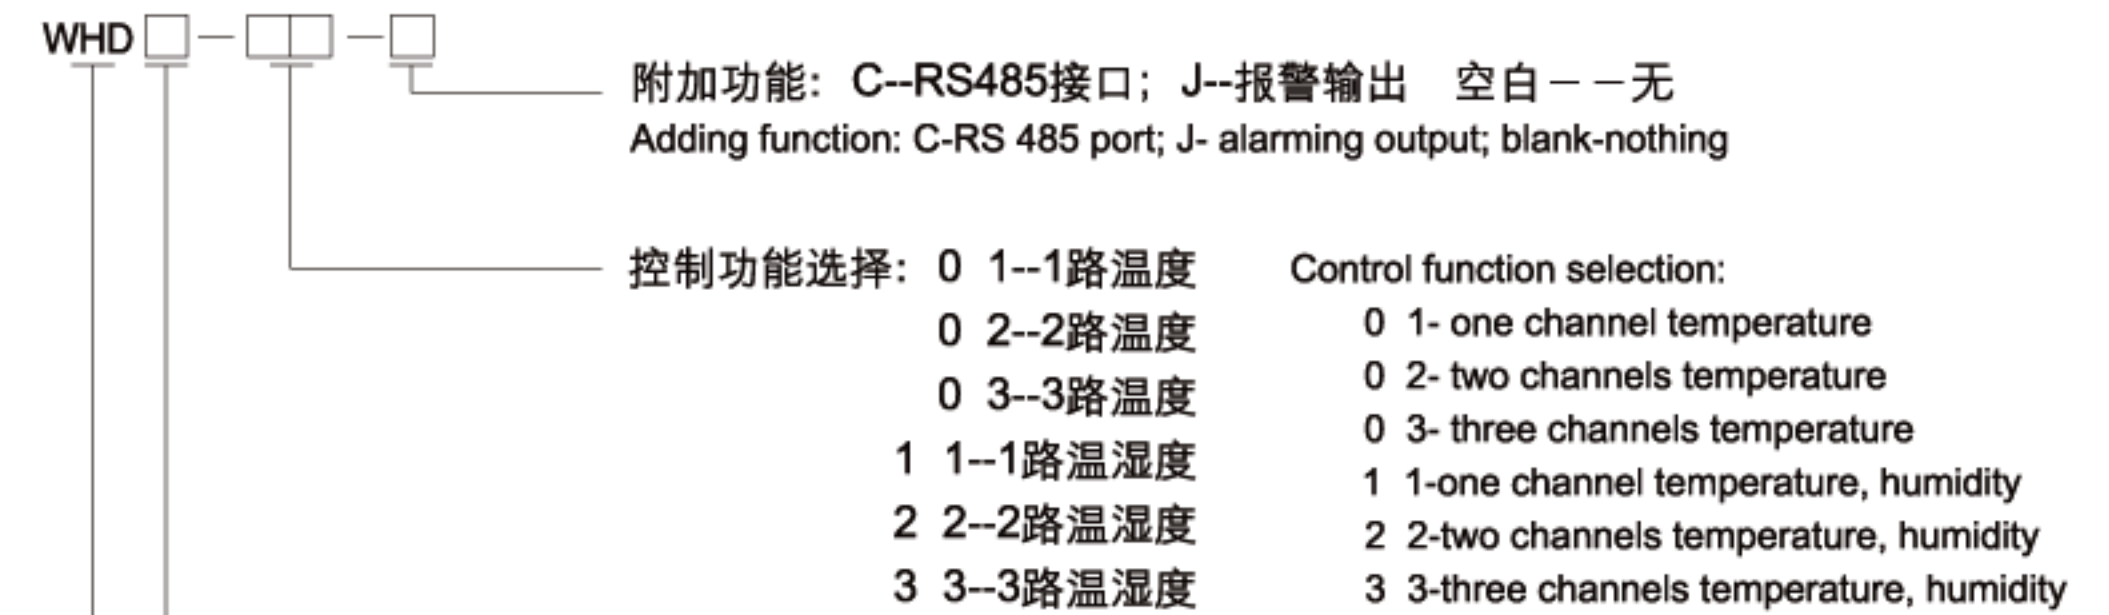 WHD □ — □□ — □
附加功能：C--RS485接口；J--报警输出 空白－－无
Adding function: C-RS 485 port; J- alarming output; blank-nothing
控制功能选择：0 1--1路温度
0 2--2路温度
0 3--3路温度
1 1--1路温湿度
2 2--2路温湿度
3 3--3路温湿度
Control function selection:
0 1- one channel temperature
0 2- two channels temperature
0 3- three channels temperature
1 1-one channel temperature, humidity
2 2-two channels temperature, humidity
3 3-three channels temperature, humidity